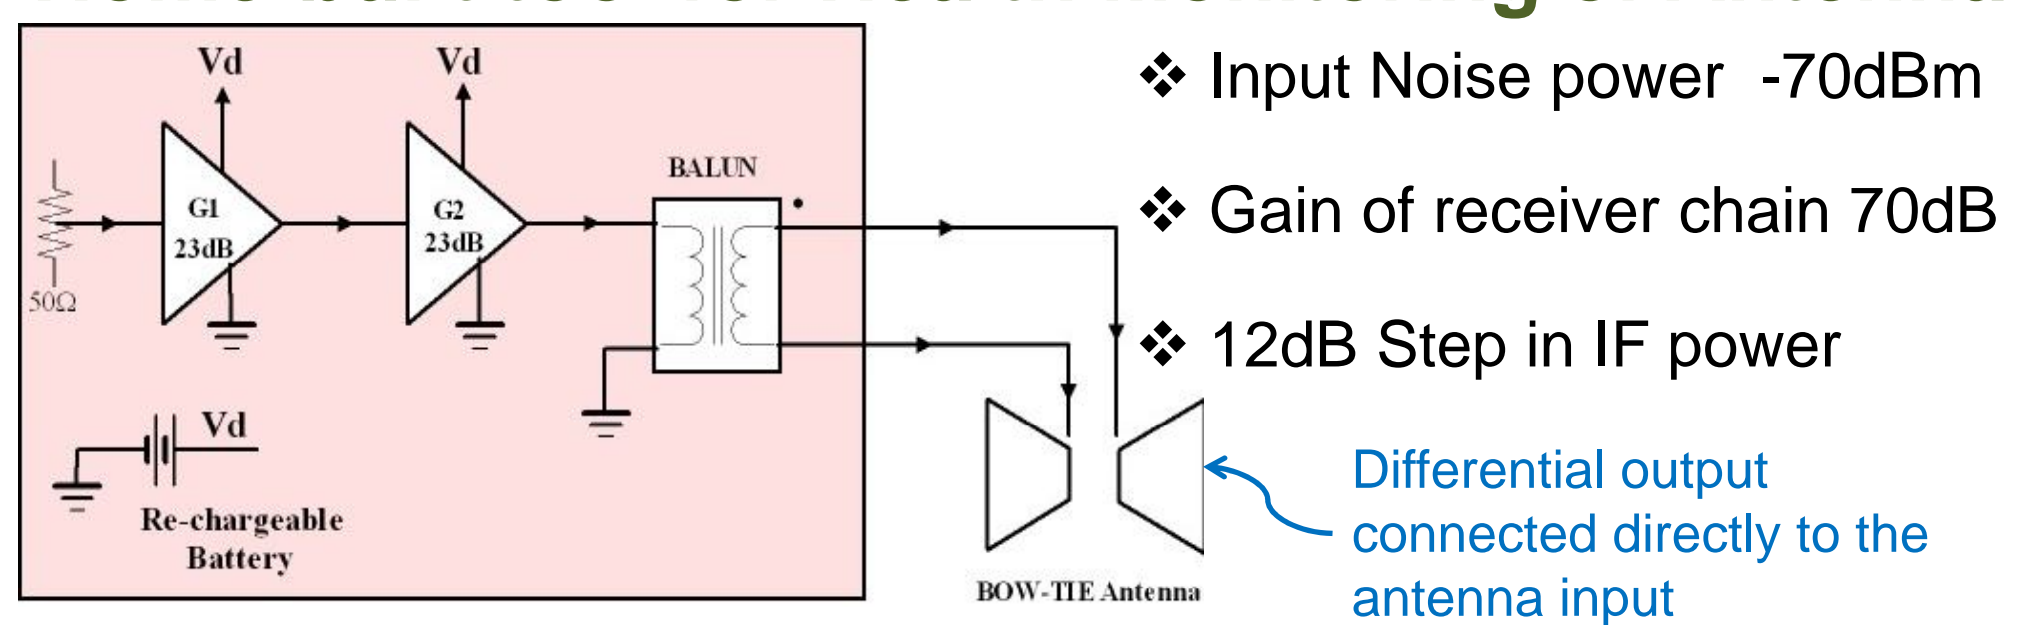 Vd
Vd
BALUN
G1
23dB
G2
23dB
50Ω
Vd
Re-chargeable
Battery
BOW-TIE Antenna
❖ Input Noise power -70dBm
❖ Gain of receiver chain 70dB
❖ 12dB Step in IF power
Differential output
connected directly to the
antenna input